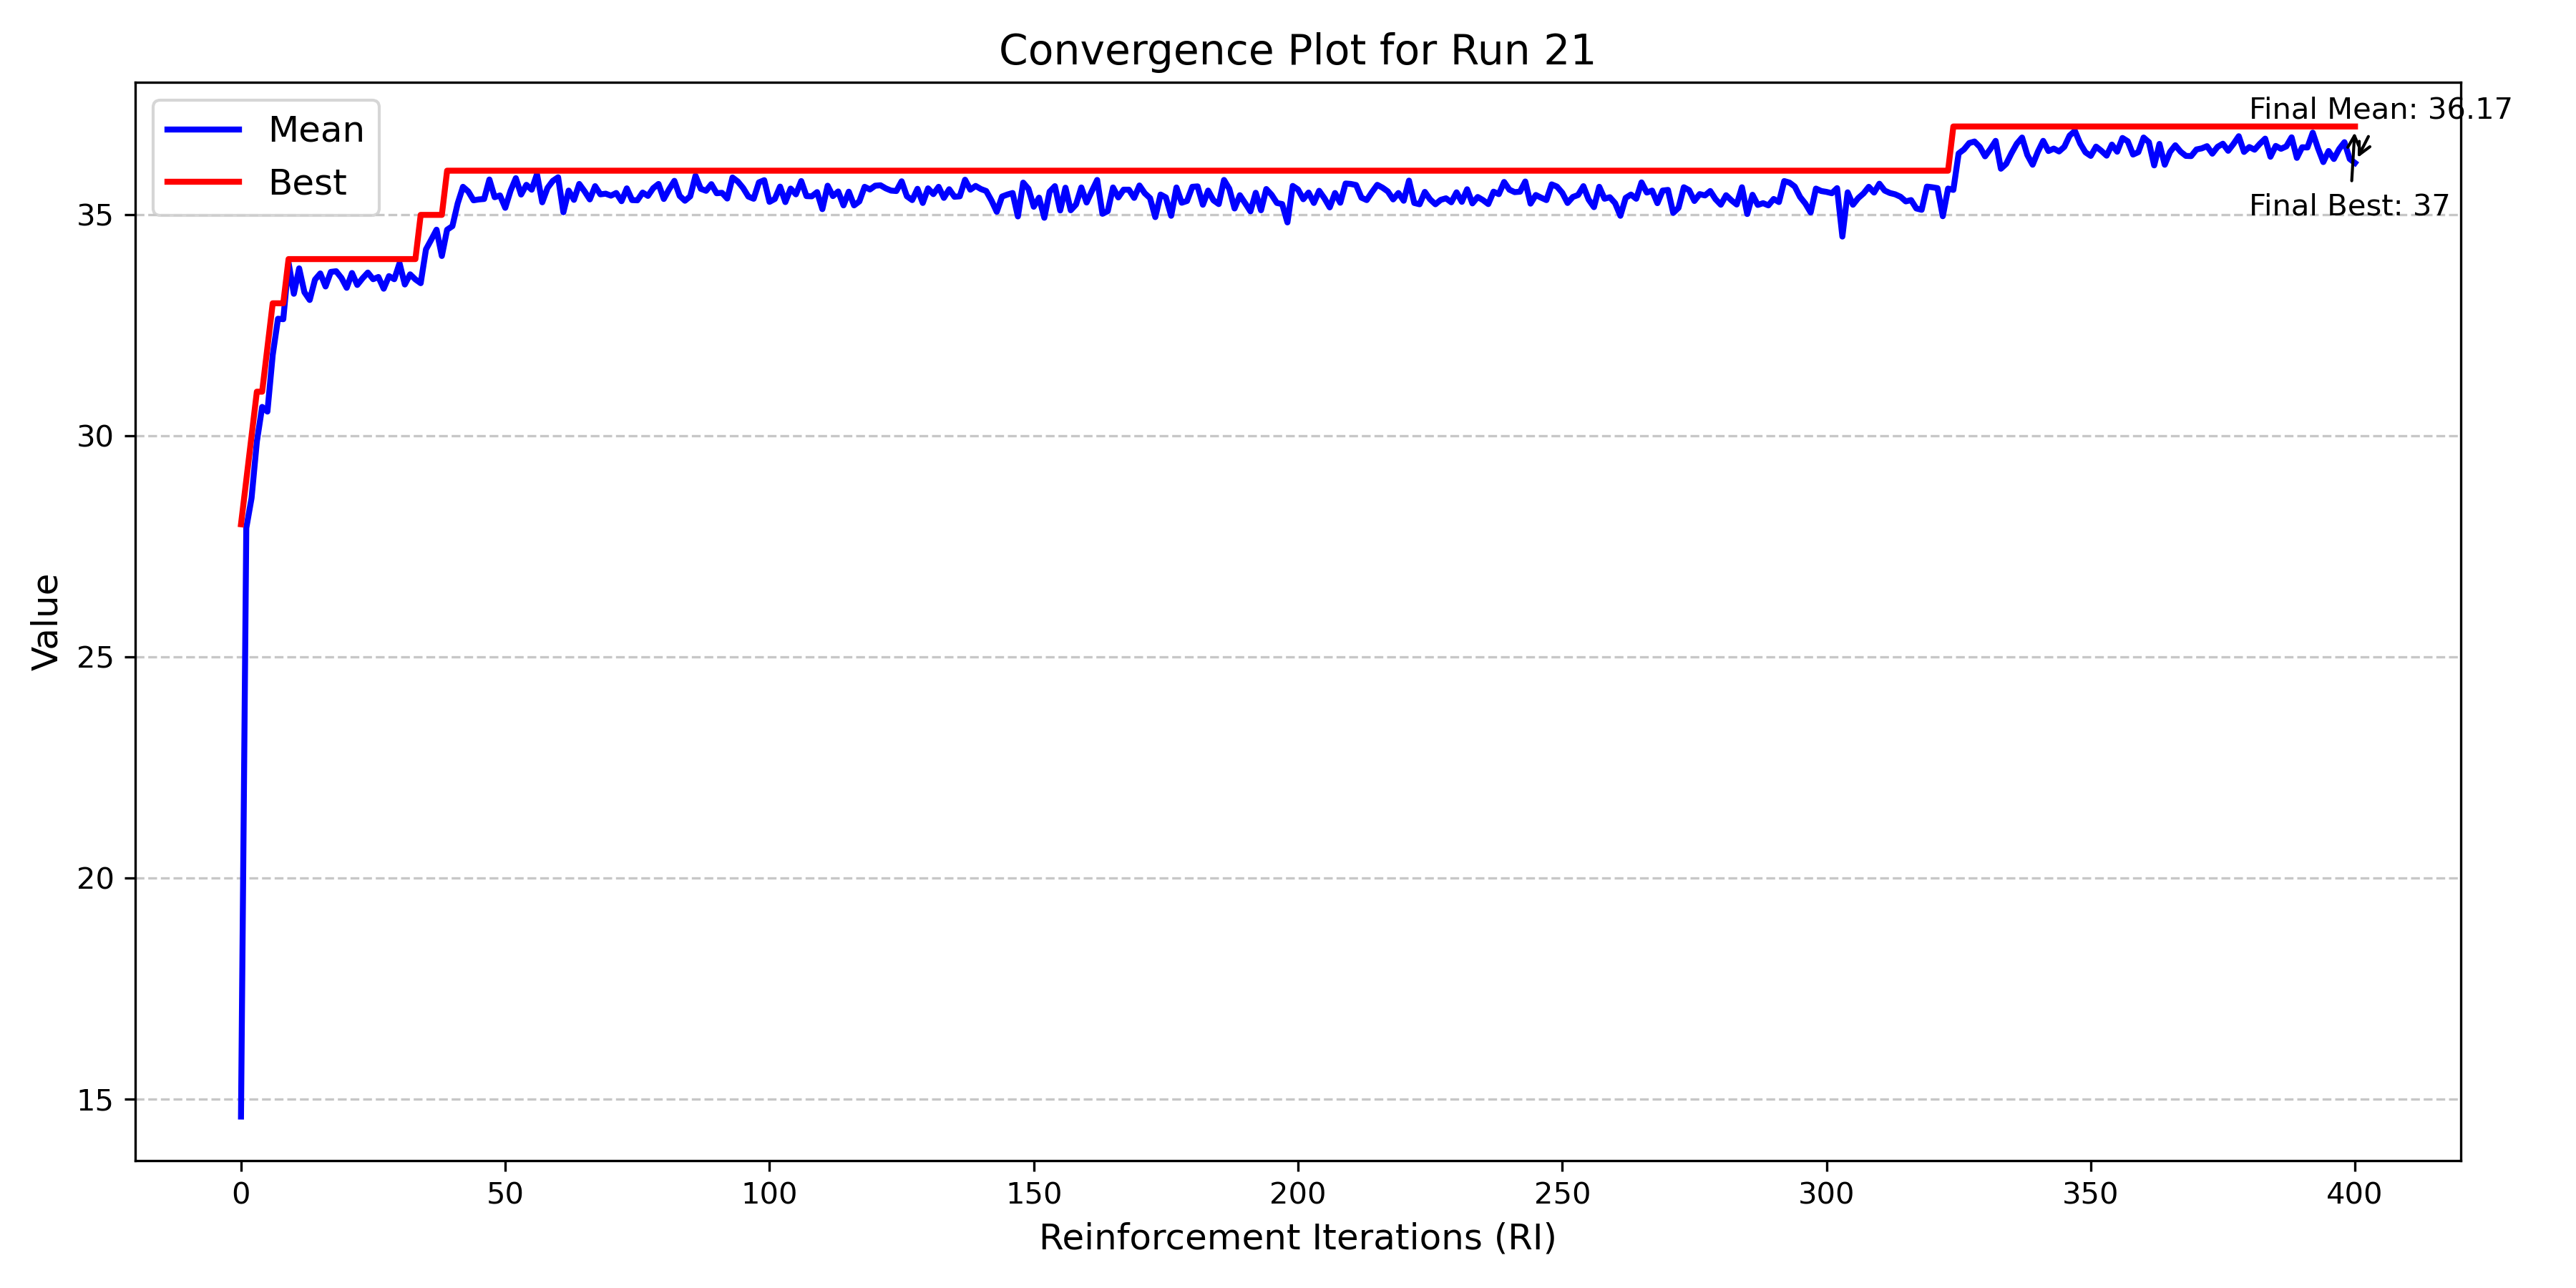 Convergence Plot for Run 21
Mean
Best
Final Mean: 36.17
Final Best: 37
Value
35
30
25
20
15
0 50 100 150 200 250 300 350 400
Reinforcement Iterations (RI)